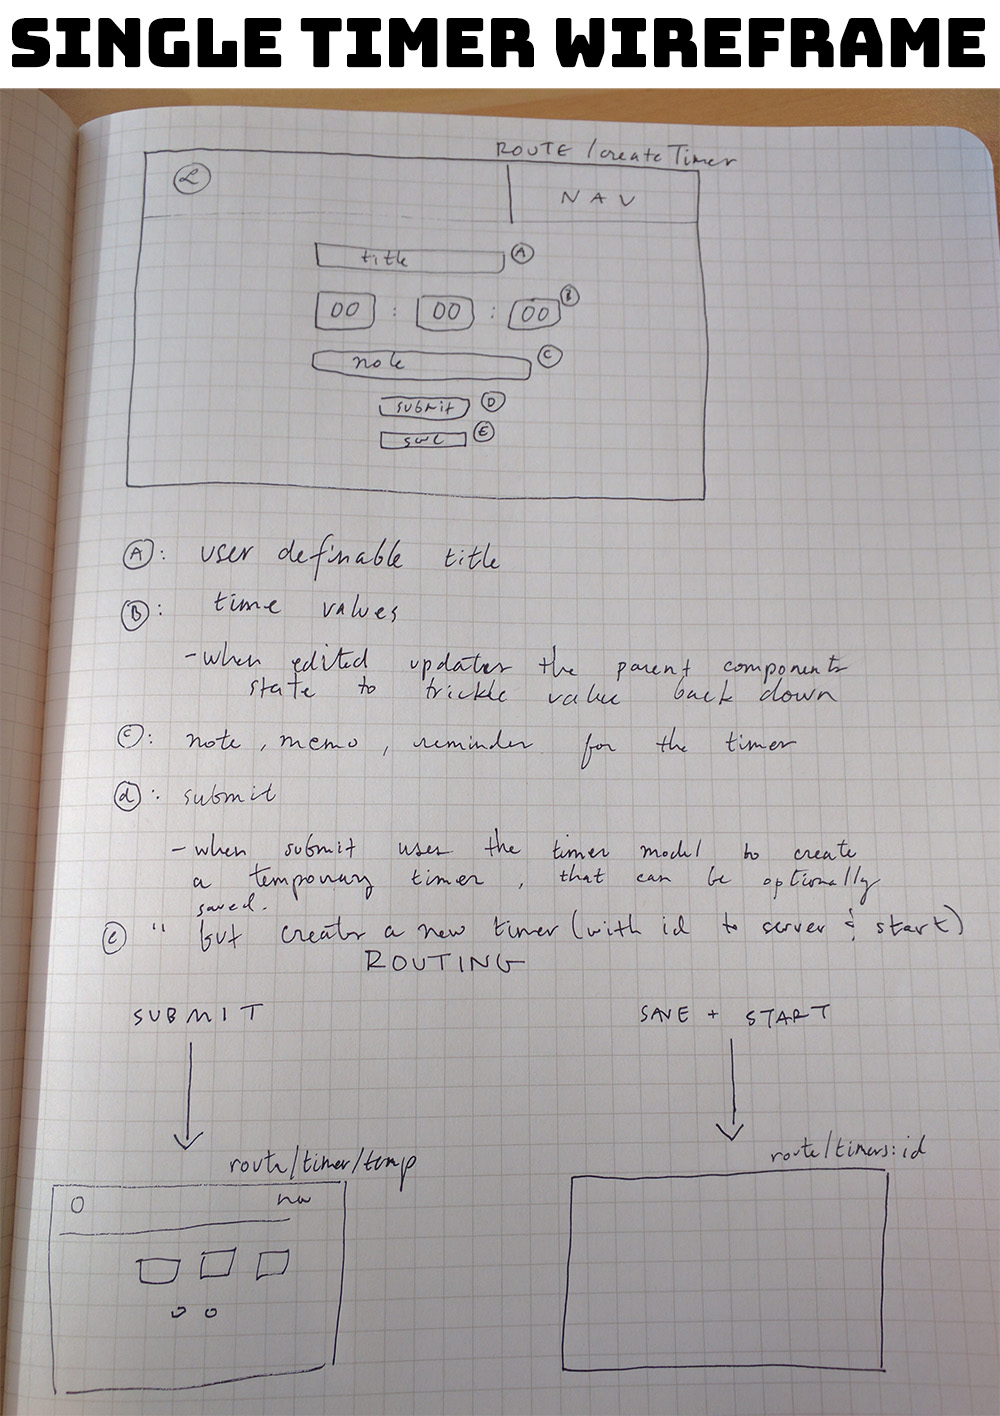 SINGLE TIMER WIREFRAME
ROUTE /createTimer
L
NAV
title A
00 : 00 : 00 B
note C
submit D
save E
A: user definable title
B: time values
- when edited updates the parent components
state to trickle value back down
C: note, memo, reminder for the timer
d: submit
- when submit uses the timer model to create
a temporary timer, that can be optionally
saved.
e " but creates a new timer (with id to server & start)
ROUTING
SUBMIT
SAVE + START
route/timer/temp
route/timers:id
nav